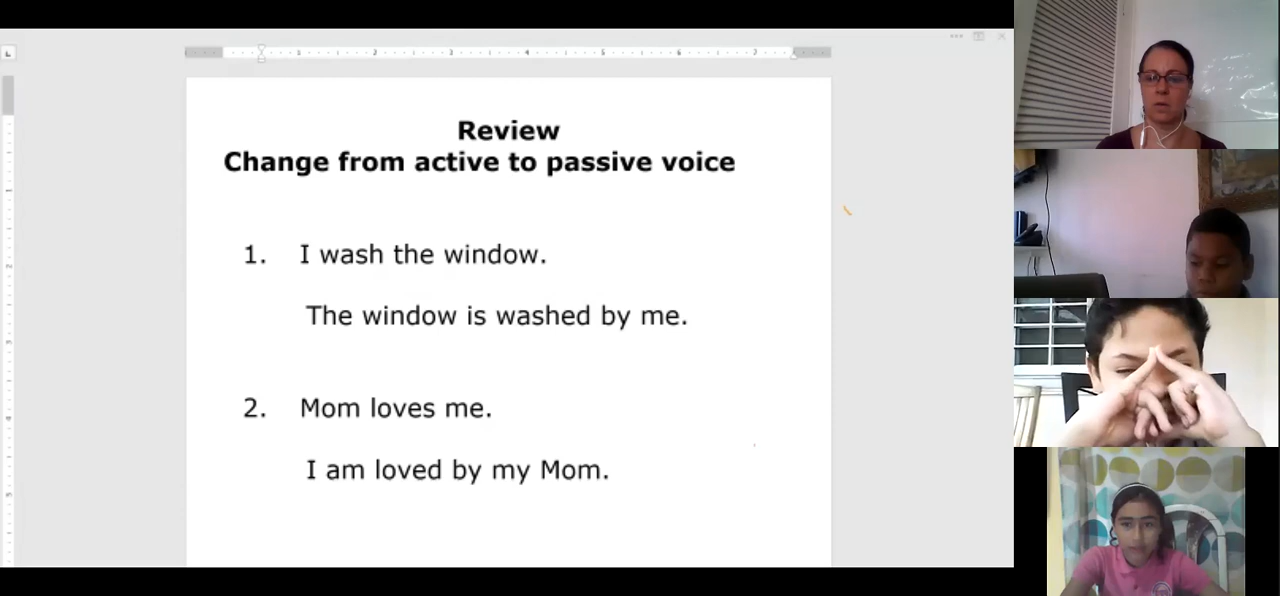 Review
Change from active to passive voice
1. I wash the window.
The window is washed by me.
2. Mom loves me.
I am loved by my Mom.